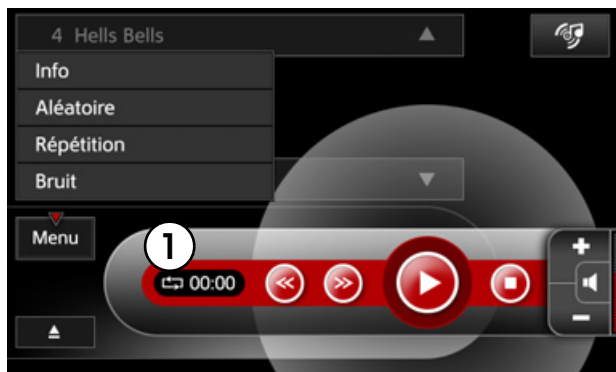 4 Hells Bells
Info
Aléatoire
Répétition
Bruit
Menu
1
00:00